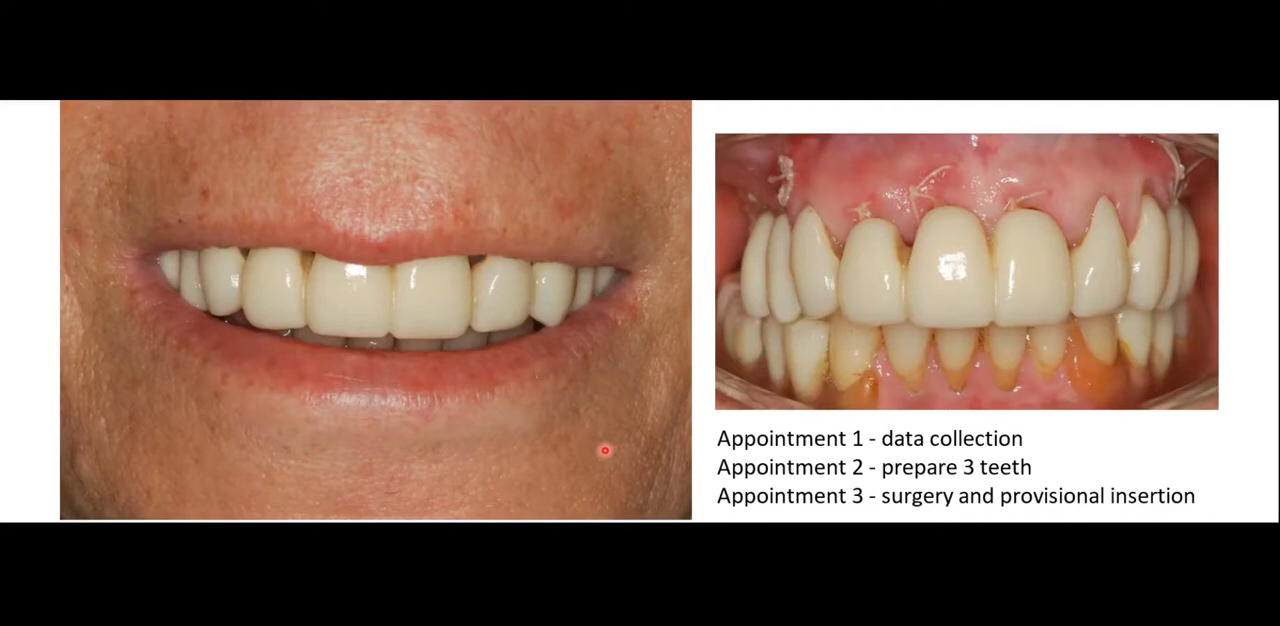 Appointment 1 - data collection
Appointment 2 - prepare 3 teeth
Appointment 3 - surgery and provisional insertion